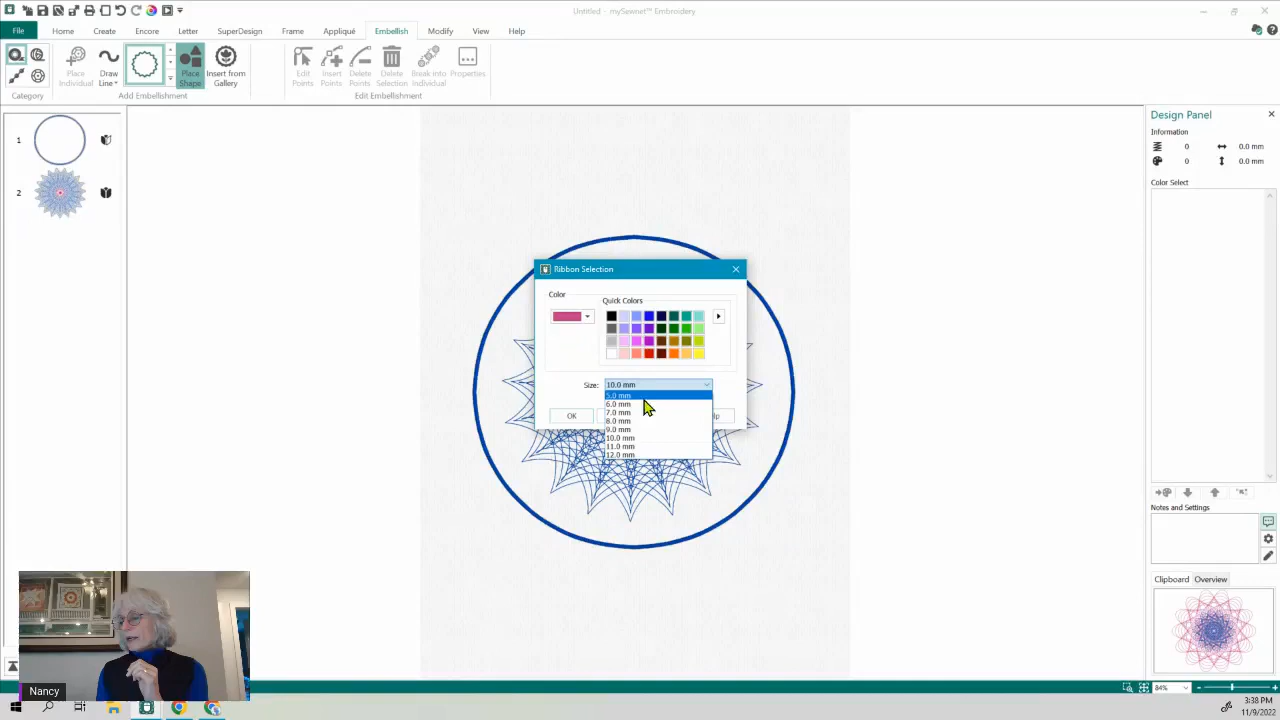 Untitled - mySewnet™ Embroidery
File Home Create Encore Letter SuperDesign Frame Appliqué Embellish Modify View Help
Place Individual
Draw Line
Place Shape
Insert from Gallery
Edit Points
Insert Points
Delete Points
Delete Selection
Break into Individual
Properties
Category Add Embellishment Edit Embellishment
1
2
Ribbon Selection
Color
Quick Colors
Size: 10.0 mm
5.0 mm
6.0 mm
7.0 mm
8.0 mm
9.0 mm
10.0 mm
11.0 mm
12.0 mm
OK
Design Panel
Information
0 0.0 mm
0 0.0 mm
Color Select
Notes and Settings
Clipboard Overview
Nancy
84%
3:38 PM
11/9/2022